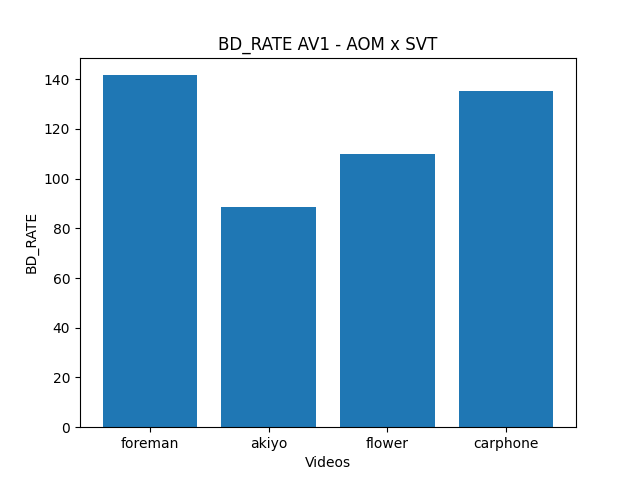 BD_RATE AV1 - AOM x SVT
140
120
100
80
60
40
20
0
BD_RATE
foreman akiyo flower carphone
Videos